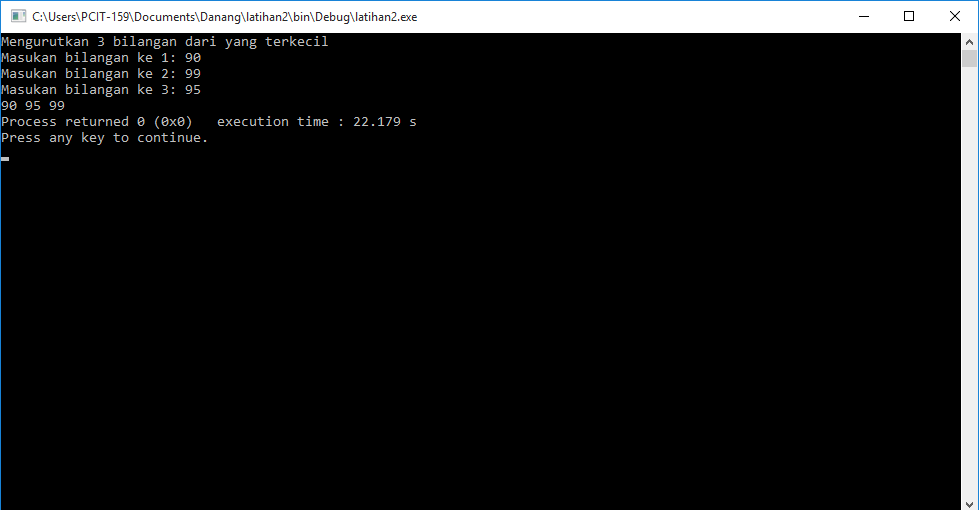 C:\Users\PCIT-159\Documents\Danang\latihan2\bin\Debug\latihan2.exe
Mengurutkan 3 bilangan dari yang terkecil
Masukan bilangan ke 1: 90
Masukan bilangan ke 2: 99
Masukan bilangan ke 3: 95
90 95 99
Process returned 0 (0x0)   execution time : 22.179 s
Press any key to continue.